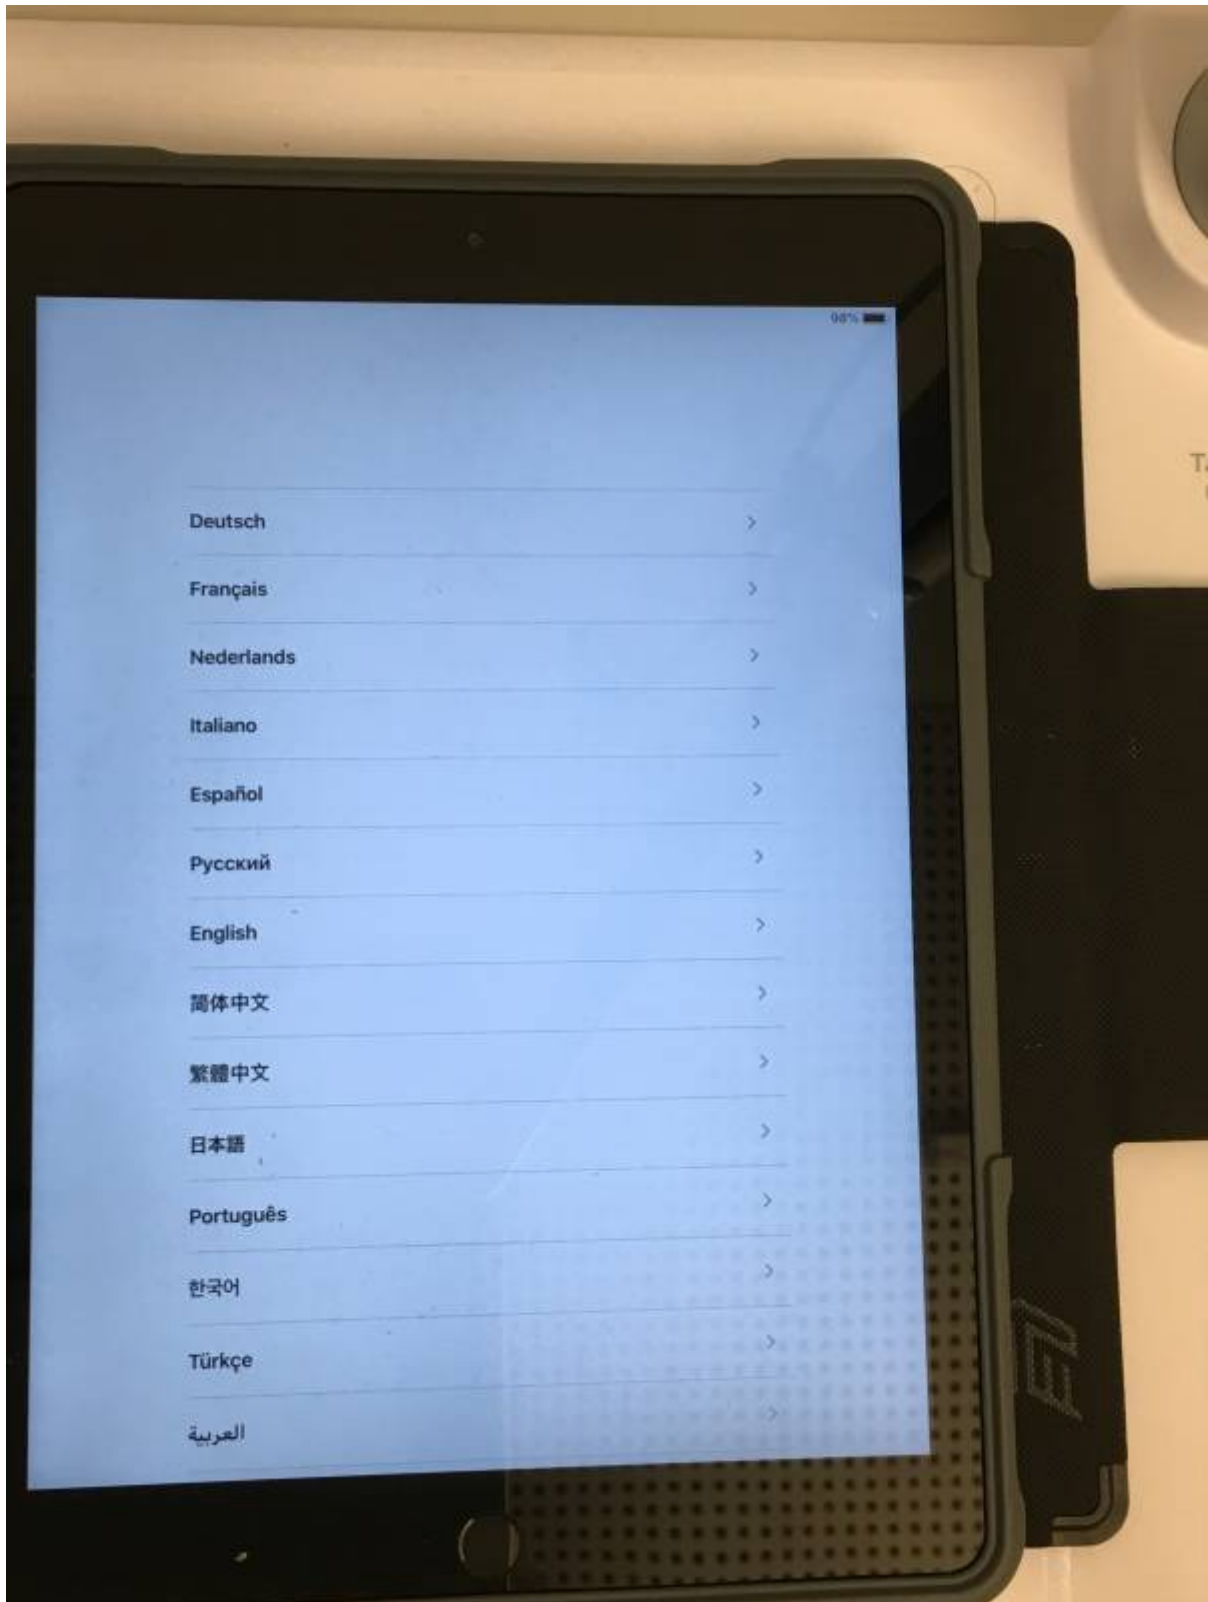 98%
Deutsch
Français
Nederlands
Italiano
Español
Русский
English
简体中文
繁體中文
日本語
Português
한국어
Türkçe
العربية